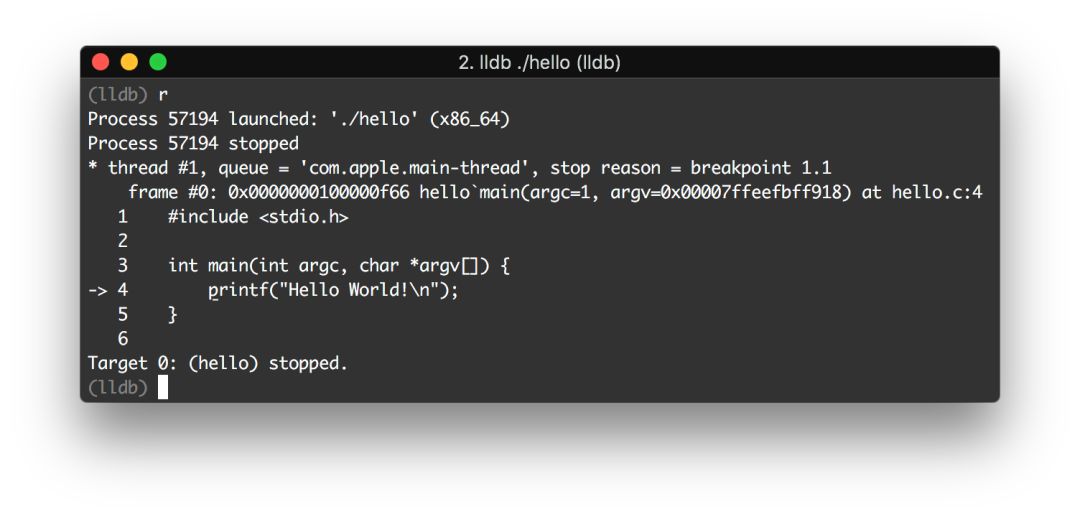 2. lldb ./hello (lldb)
(lldb) r
Process 57194 launched: './hello' (x86_64)
Process 57194 stopped
* thread #1, queue = 'com.apple.main-thread', stop reason = breakpoint 1.1
    frame #0: 0x0000000100000f66 hello`main(argc=1, argv=0x00007ffeefbff918) at hello.c:4
   1    #include <stdio.h>
   2
   3    int main(int argc, char *argv[]) {
-> 4        printf("Hello World!\n");
   5    }
   6
Target 0: (hello) stopped.
(lldb)